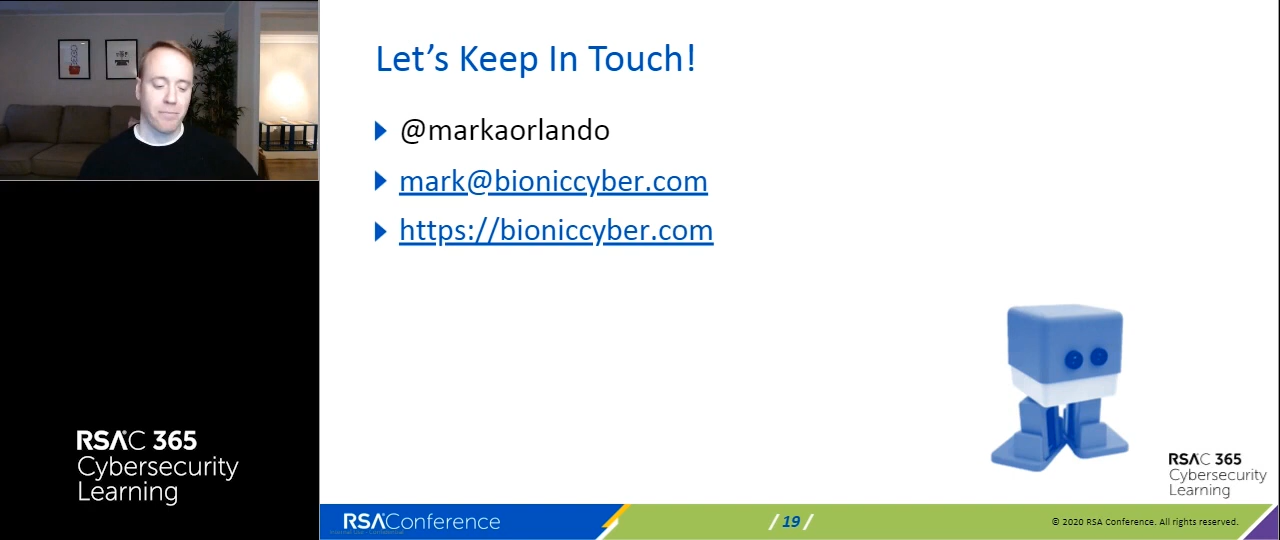 Let's Keep In Touch!
@markaorlando
mark@bioniccyber.com
https://bioniccyber.com
RSAC 365
Cybersecurity
Learning
RSAC 365
Cybersecurity
Learning
RSAConference
/ 19 /
© 2020 RSA Conference. All rights reserved.